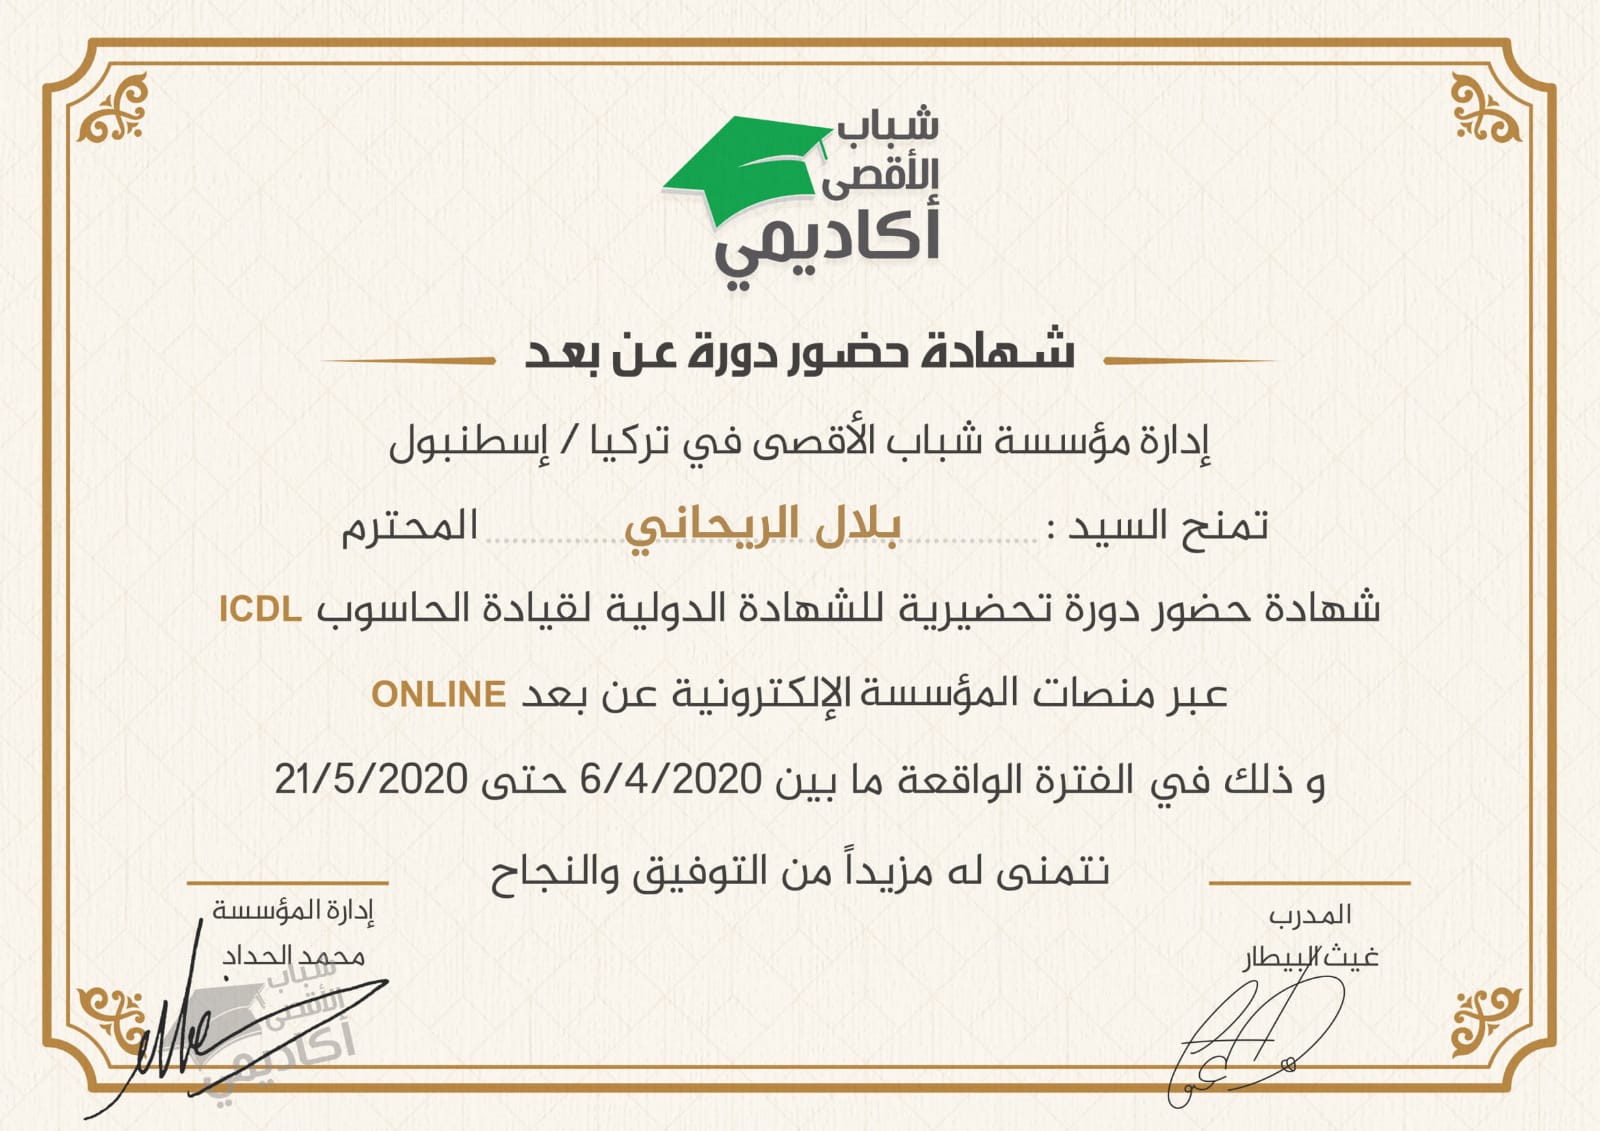 شباب
الأقصى
أكاديمي
شهادة حضور دورة عن بعد
إدارة مؤسسة شباب الأقصى في تركيا / إسطنبول
تمنح السيد : بلال الريحاني المحترم
شهادة حضور دورة تحضيرية للشهادة الدولية لقيادة الحاسوب ICDL
عبر منصات المؤسسة الإلكترونية عن بعد ONLINE
و ذلك في الفترة الواقعة ما بين 6/4/2020 حتى 21/5/2020
نتمنى له مزيداً من التوفيق والنجاح
المدرب
غيث البيطار
إدارة المؤسسة
محمد الحداد
شباب
الأقصى
أكاديمي